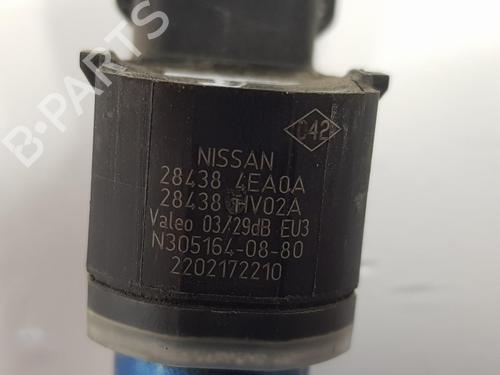 B-PARTS
C42
NISSAN
28438 4EA0A
28438 HV02A
Valeo 03/29dB EU3
N305164-08-80
2202172210